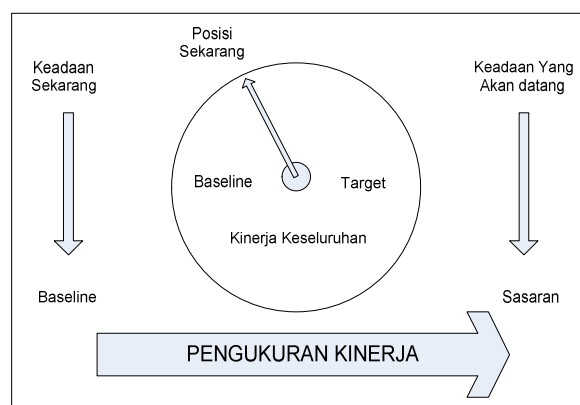 Posisi
Sekarang
Keadaan
Sekarang
Keadaan Yang
Akan datang
Baseline
Target
Kinerja Keseluruhan
Baseline
Sasaran
PENGUKURAN KINERJA